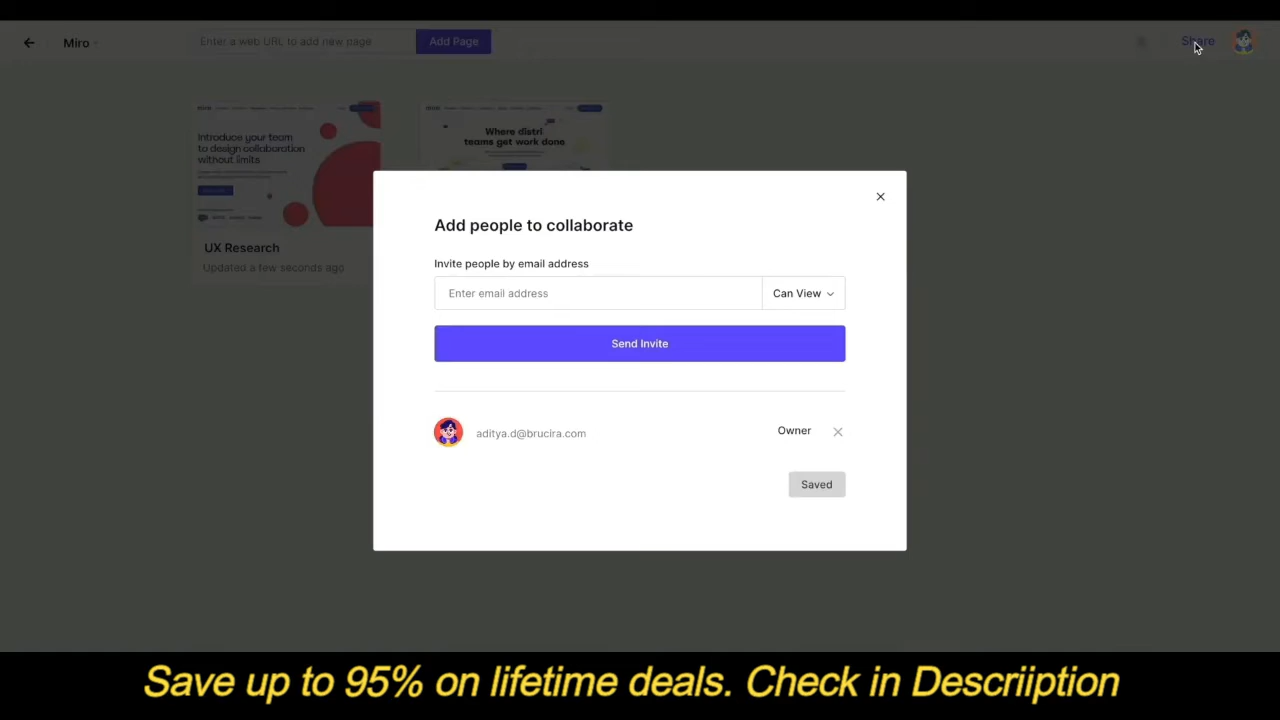 Miro
Enter a web URL to add new page
Add Page
Share
Introduce your team
to design collaboration
without limits
Where distri
teams get work done
UX Research
Updated a few seconds ago
Add people to collaborate
Invite people by email address
Enter email address
Can View
Send Invite
aditya.d@brucira.com
Owner
Saved
Save up to 95% on lifetime deals. Check in Descriiption